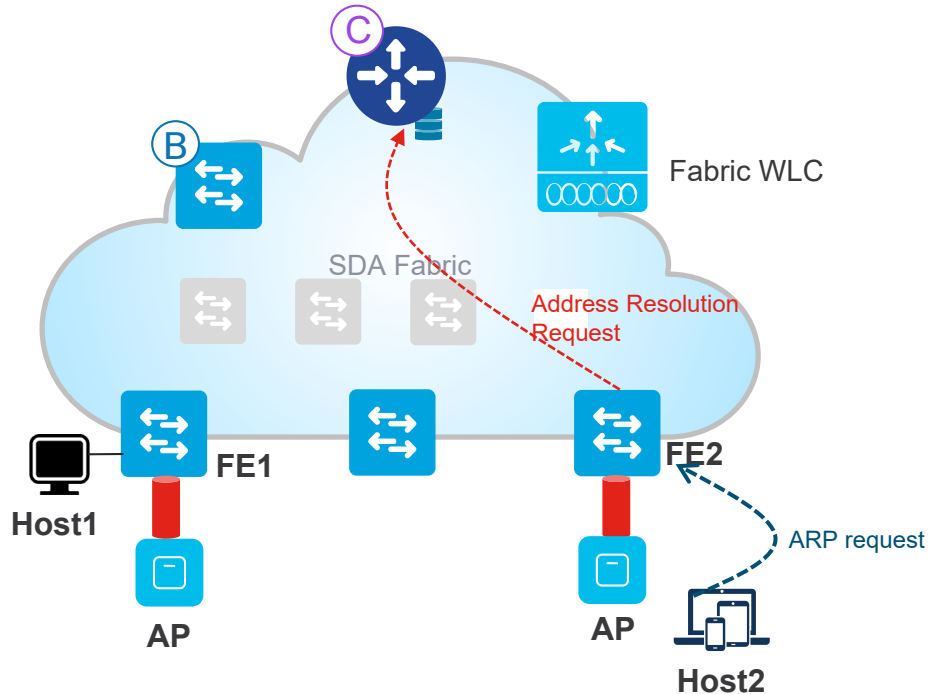 C
B
Fabric WLC
SDA Fabric
Address Resolution
Request
FE1
FE2
Host1
ARP request
AP
AP
Host2